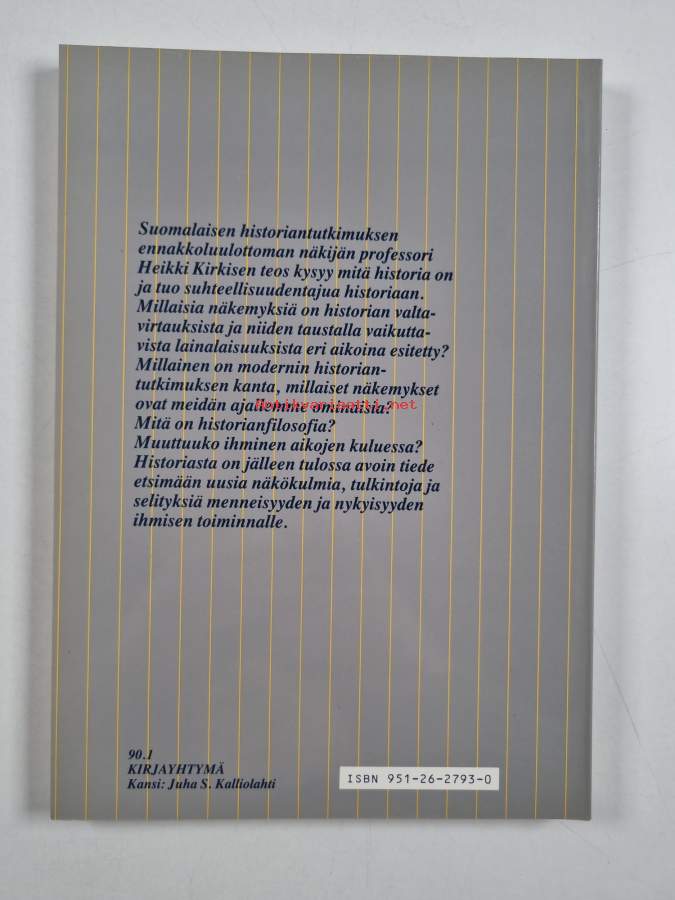 Suomalaisen historiantutkimuksen
ennakkoluulottoman näkijän professori
Heikki Kirkisen teos kysyy mitä historia on
ja tuo suhteellisuudentajua historiaan.
Millaisia näkemyksiä on historian valta-
virtauksista ja niiden taustalla vaikutta-
vista lainalaisuuksista eri aikoina esitetty?
Millainen on modernin historian-
tutkimuksen kanta, millaiset näkemykset
ovat meidän ajallemme ominaisia?
antikvariaatti.net
Mitä on historianfilosofia?
Muuttuuko ihminen aikojen kuluessa?
Historiasta on jälleen tulossa avoin tiede
etsimään uusia näkökulmia, tulkintoja ja
selityksiä menneisyyden ja nykyisyyden
ihmisen toiminnalle.
90.1
KIRJAYHTYMÄ
Kansi: Juha S. Kalliolahti
ISBN 951-26-2793-0